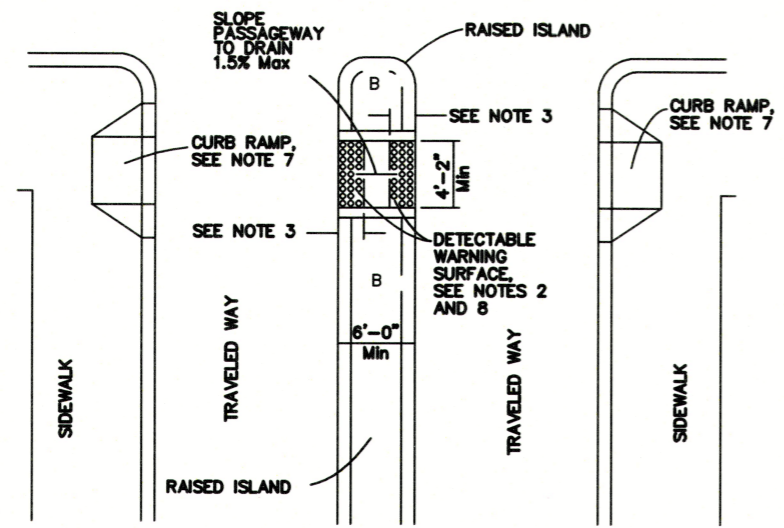 SLOPE
PASSAGEWAY
TO DRAIN
1.5% Max
RAISED ISLAND
B
SEE NOTE 3
CURB RAMP,
SEE NOTE 7
CURB RAMP,
SEE NOTE 7
4'-2"
Min
SEE NOTE 3
DETECTABLE
WARNING
SURFACE,
SEE NOTES 2
AND 8
B
6'-0"
Min
SIDEWALK
TRAVELED WAY
TRAVELED WAY
SIDEWALK
RAISED ISLAND